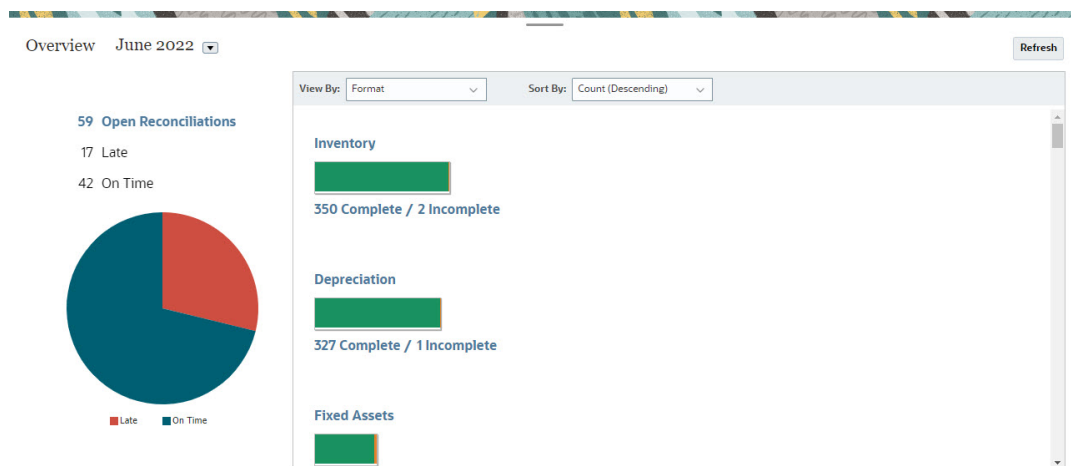 Overview June 2022
Refresh
View By: Format Sort By: Count (Descending)
59 Open Reconciliations
17 Late
42 On Time
Late On Time
Inventory
350 Complete / 2 Incomplete
Depreciation
327 Complete / 1 Incomplete
Fixed Assets